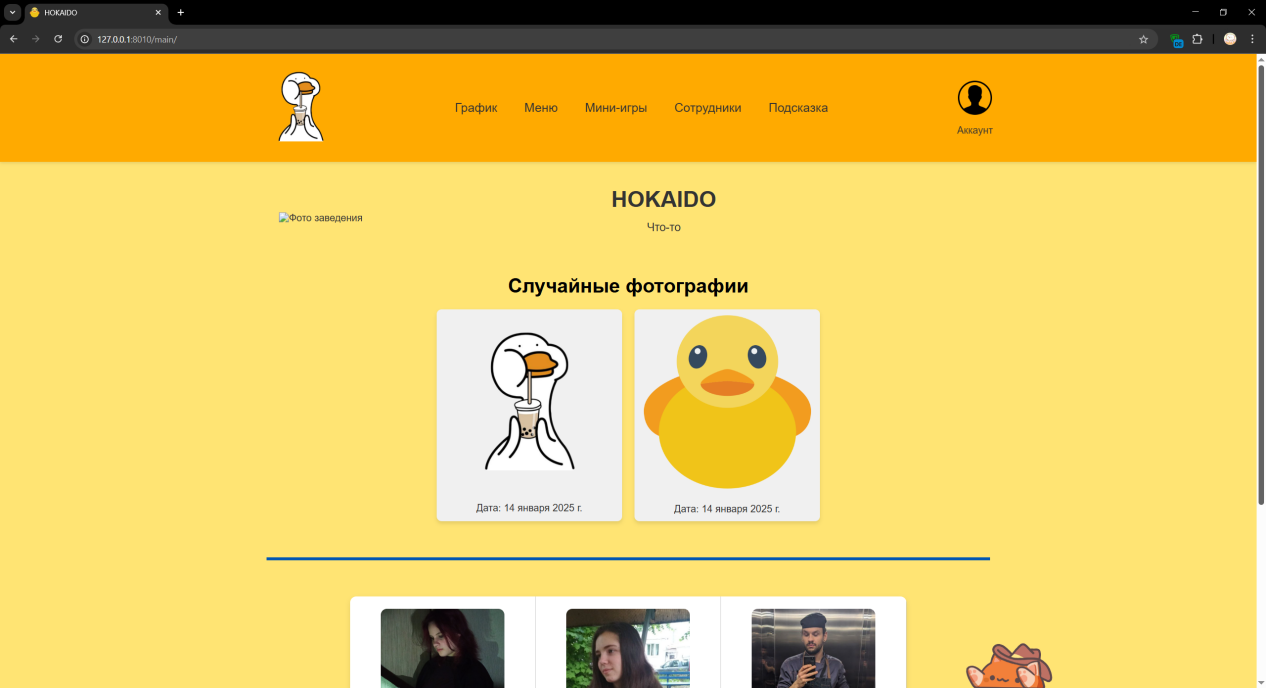 HOKAIDO
127.0.0.1:8010/main/
График Меню Мини-игры Сотрудники Подсказка
Аккаунт
HOKAIDO
Фото заведения
Что-то
Случайные фотографии
Дата: 14 января 2025 г.
Дата: 14 января 2025 г.